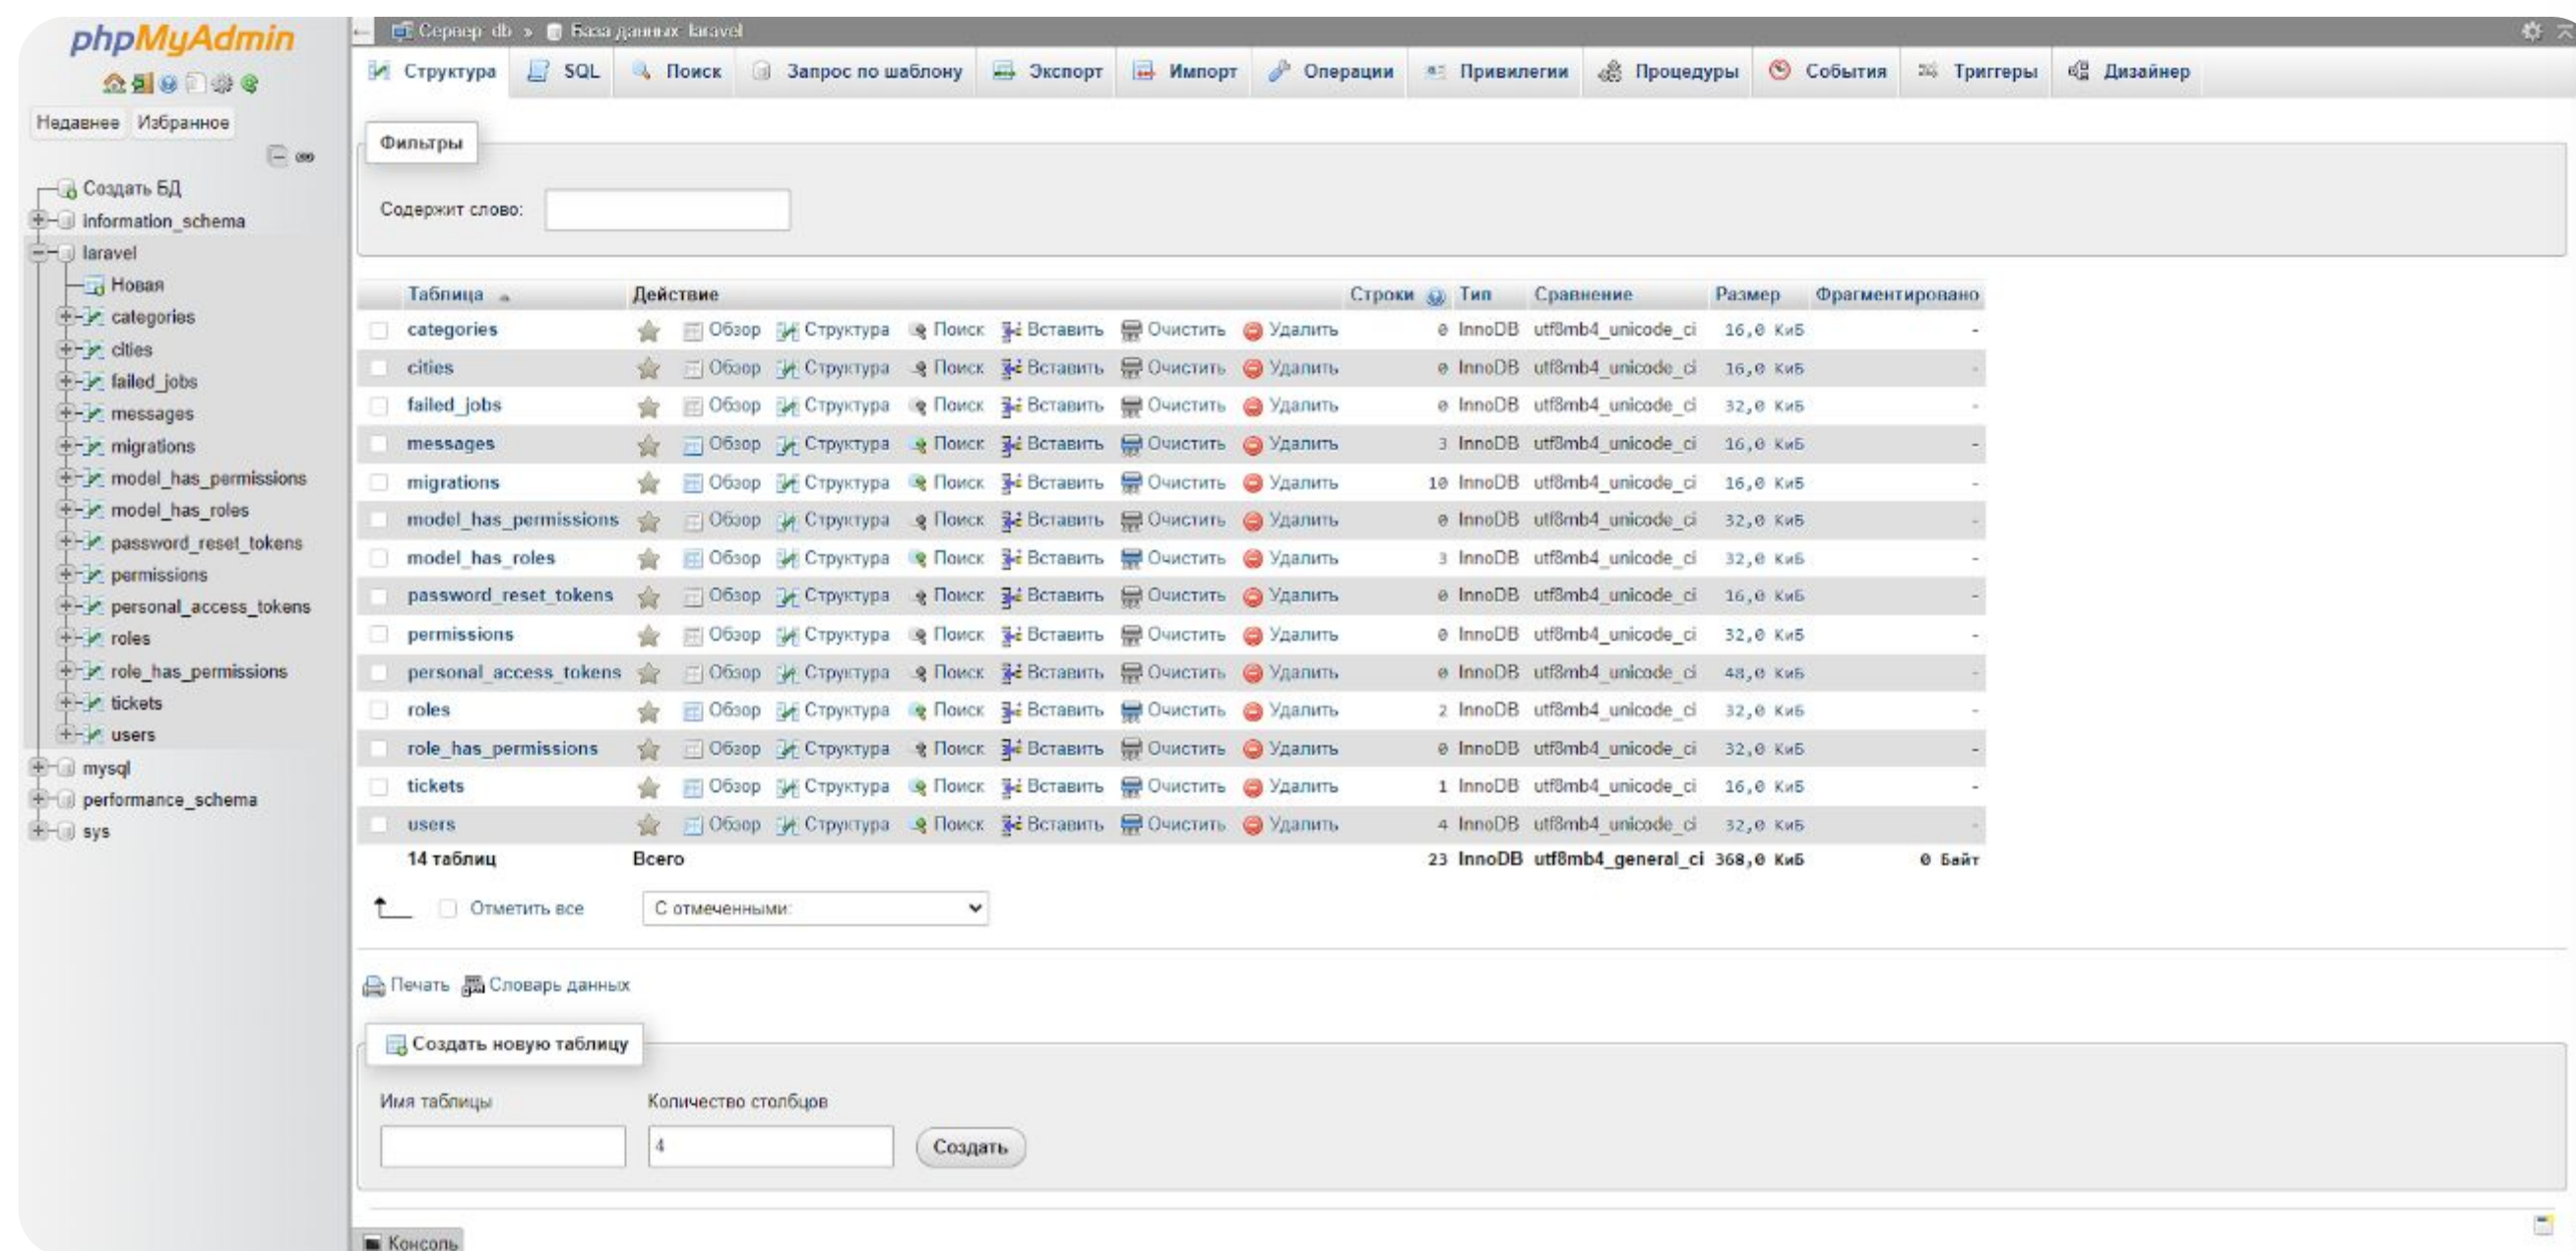 phpMyAdmin
Недавнее Избранное
Создать БД
information_schema
laravel
Новая
categories
cities
failed_jobs
messages
migrations
model_has_permissions
model_has_roles
password_reset_tokens
permissions
personal_access_tokens
roles
role_has_permissions
tickets
users
mysql
performance_schema
sys
Сервер: db » База данных: laravel
Структура SQL Поиск Запрос по шаблону Экспорт Импорт Операции Привилегии Процедуры События Триггеры Дизайнер
Фильтры
Содержит слово:
Таблица Действие Строки Тип Сравнение Размер Фрагментировано
categories Обзор Структура Поиск Вставить Очистить Удалить 0 InnoDB utf8mb4_unicode_ci 16,0 КиБ -
cities Обзор Структура Поиск Вставить Очистить Удалить 0 InnoDB utf8mb4_unicode_ci 16,0 КиБ -
failed_jobs Обзор Структура Поиск Вставить Очистить Удалить 0 InnoDB utf8mb4_unicode_ci 32,0 КиБ -
messages Обзор Структура Поиск Вставить Очистить Удалить 3 InnoDB utf8mb4_unicode_ci 16,0 КиБ -
migrations Обзор Структура Поиск Вставить Очистить Удалить 10 InnoDB utf8mb4_unicode_ci 16,0 КиБ -
model_has_permissions Обзор Структура Поиск Вставить Очистить Удалить 0 InnoDB utf8mb4_unicode_ci 32,0 КиБ -
model_has_roles Обзор Структура Поиск Вставить Очистить Удалить 3 InnoDB utf8mb4_unicode_ci 32,0 КиБ -
password_reset_tokens Обзор Структура Поиск Вставить Очистить Удалить 0 InnoDB utf8mb4_unicode_ci 16,0 КиБ -
permissions Обзор Структура Поиск Вставить Очистить Удалить 0 InnoDB utf8mb4_unicode_ci 32,0 КиБ -
personal_access_tokens Обзор Структура Поиск Вставить Очистить Удалить 0 InnoDB utf8mb4_unicode_ci 48,0 КиБ -
roles Обзор Структура Поиск Вставить Очистить Удалить 2 InnoDB utf8mb4_unicode_ci 32,0 КиБ -
role_has_permissions Обзор Структура Поиск Вставить Очистить Удалить 0 InnoDB utf8mb4_unicode_ci 32,0 КиБ -
tickets Обзор Структура Поиск Вставить Очистить Удалить 1 InnoDB utf8mb4_unicode_ci 16,0 КиБ -
users Обзор Структура Поиск Вставить Очистить Удалить 4 InnoDB utf8mb4_unicode_ci 32,0 КиБ -
14 таблиц Всего 23 InnoDB utf8mb4_general_ci 368,0 КиБ 0 Байт
Отметить все С отмеченными:
Печать Словарь данных
Создать новую таблицу
Имя таблицы Количество столбцов
4 Создать
Консоль